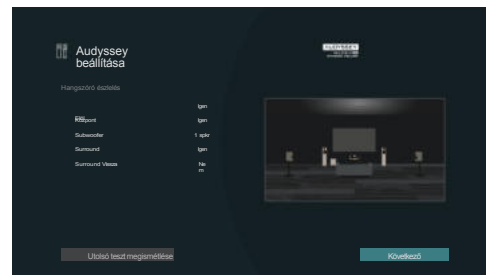 Audyssey
beállítása
AUDYSSEY
Hangszóró észlelés
Igen
Központ Igen
Subwoofer 1 spkr
Surround Igen
Surround Vissza Ne
m
Utolsó teszt megismétlése
Következő